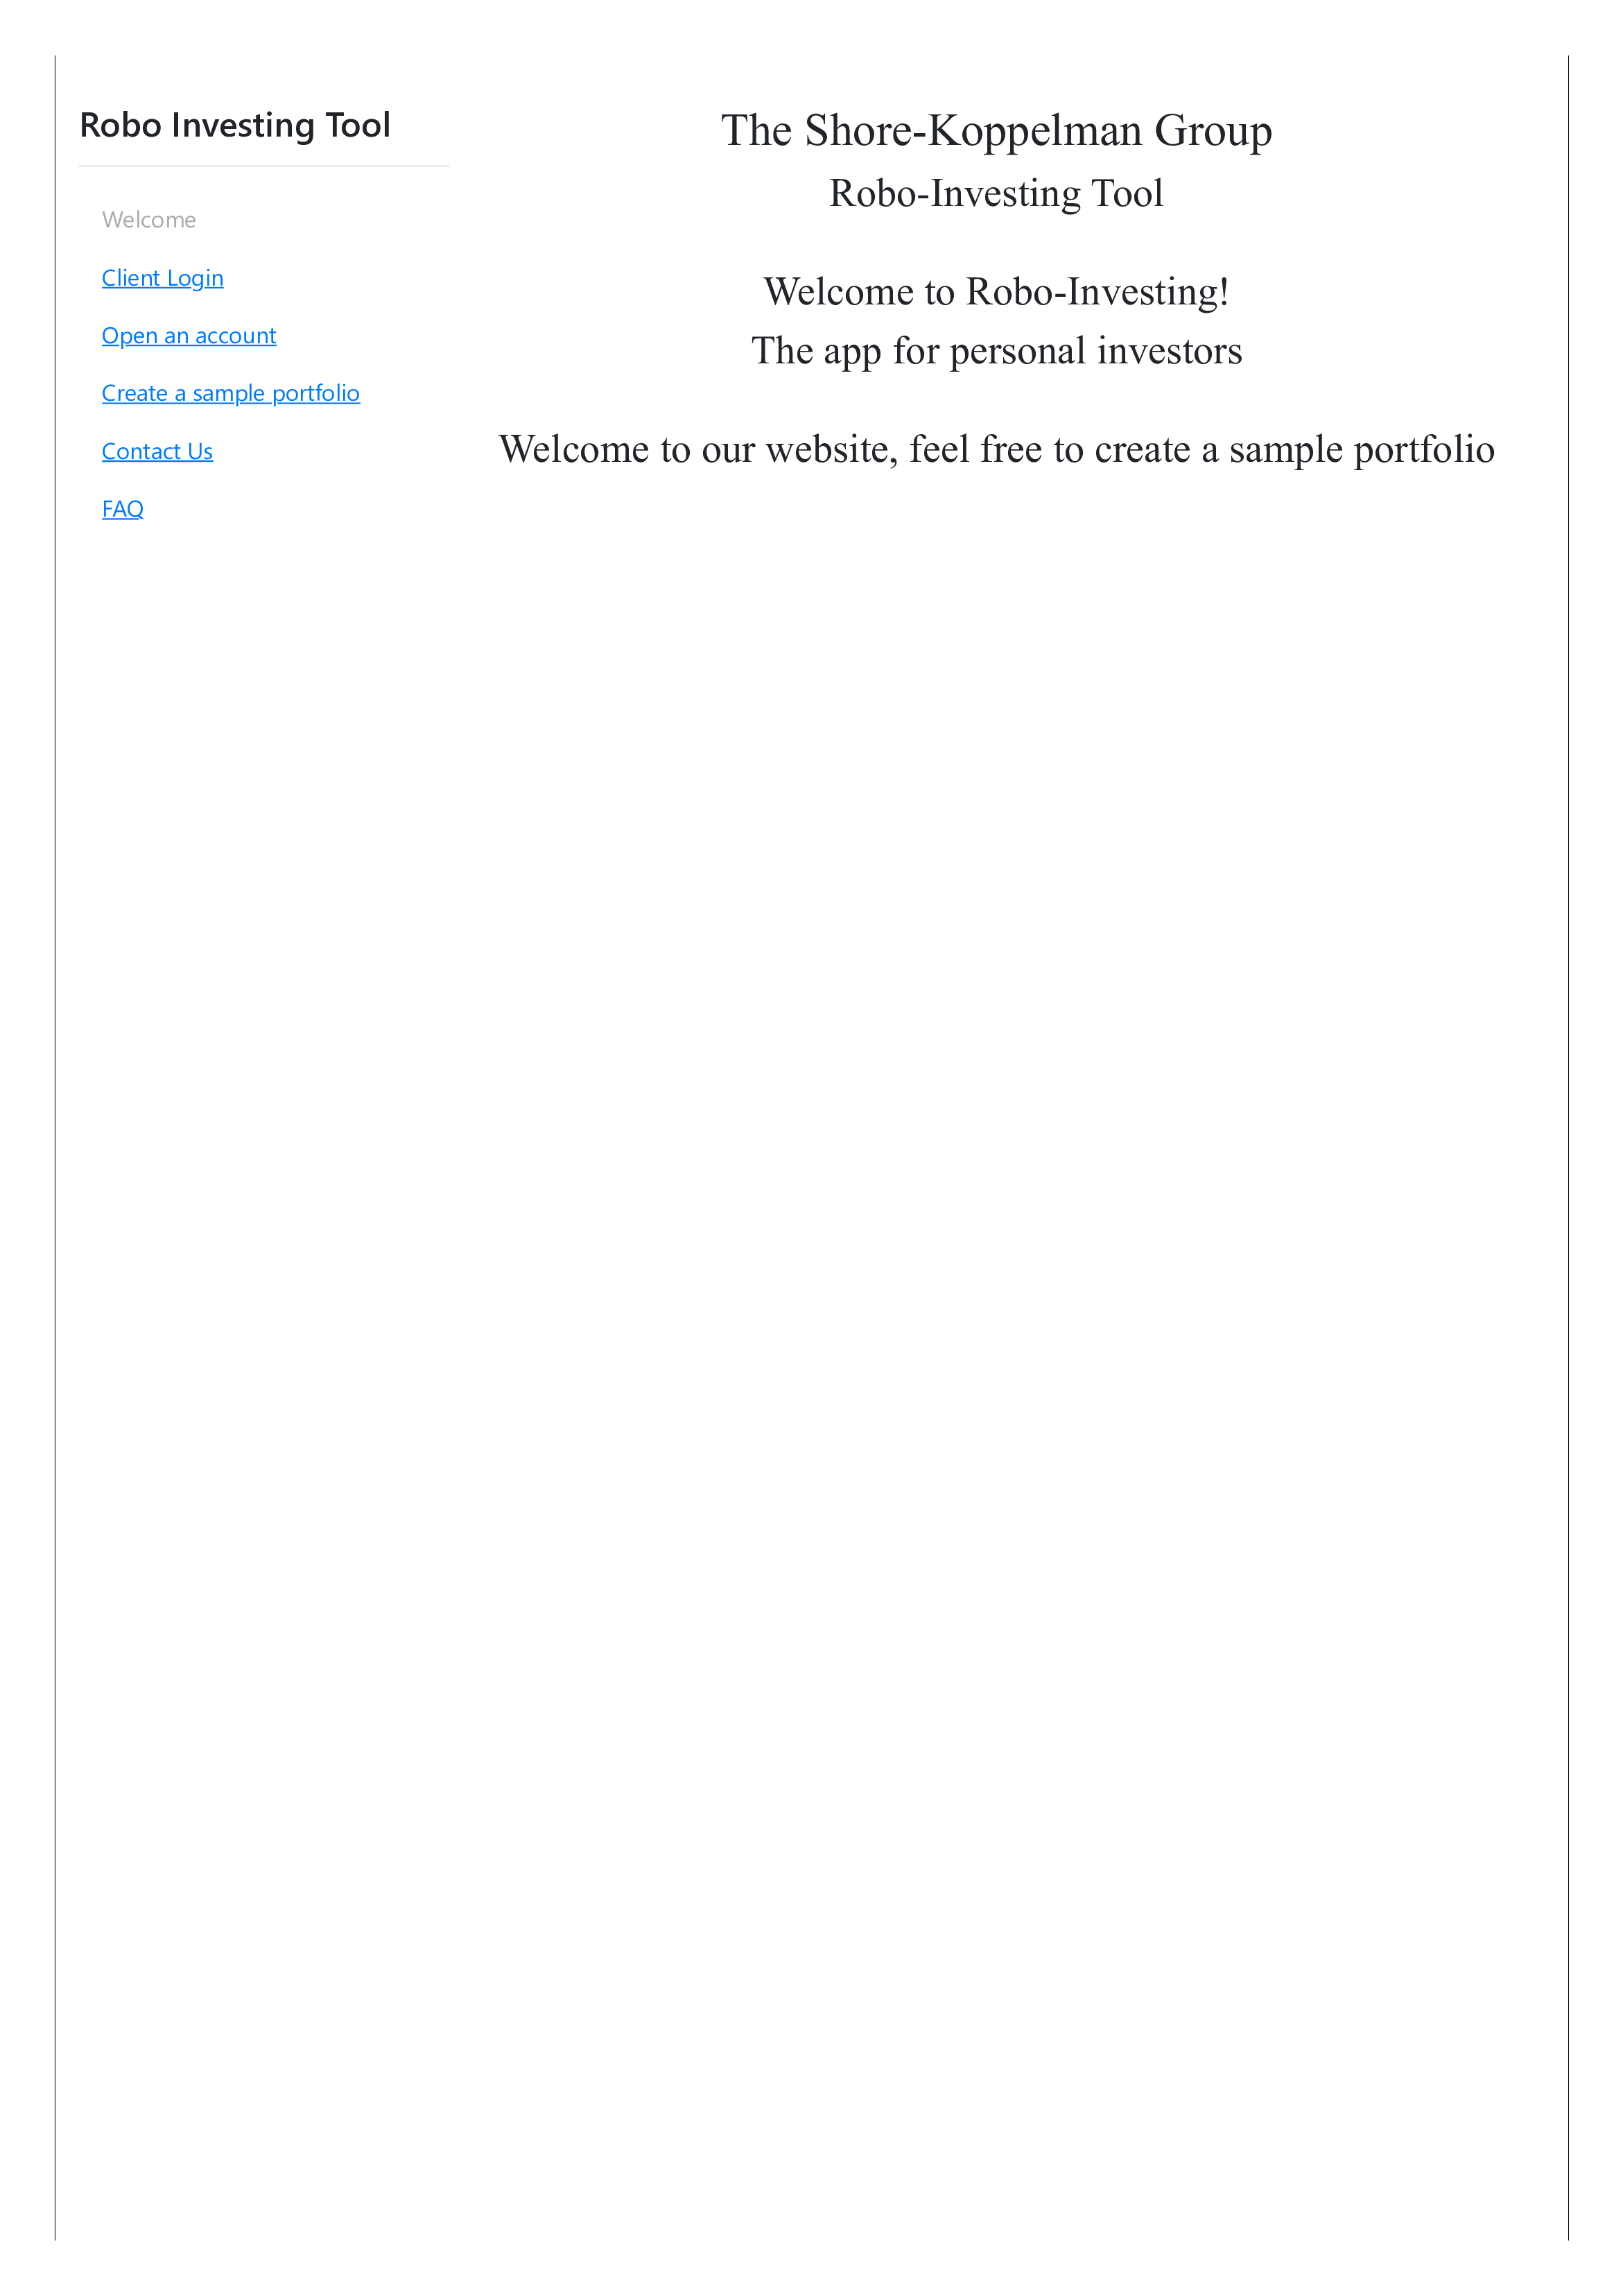 Robo Investing Tool
Welcome
Client Login
Open an account
Create a sample portfolio
Contact Us
FAQ
The Shore-Koppelman Group
Robo-Investing Tool
Welcome to Robo-Investing!
The app for personal investors
Welcome to our website, feel free to create a sample portfolio